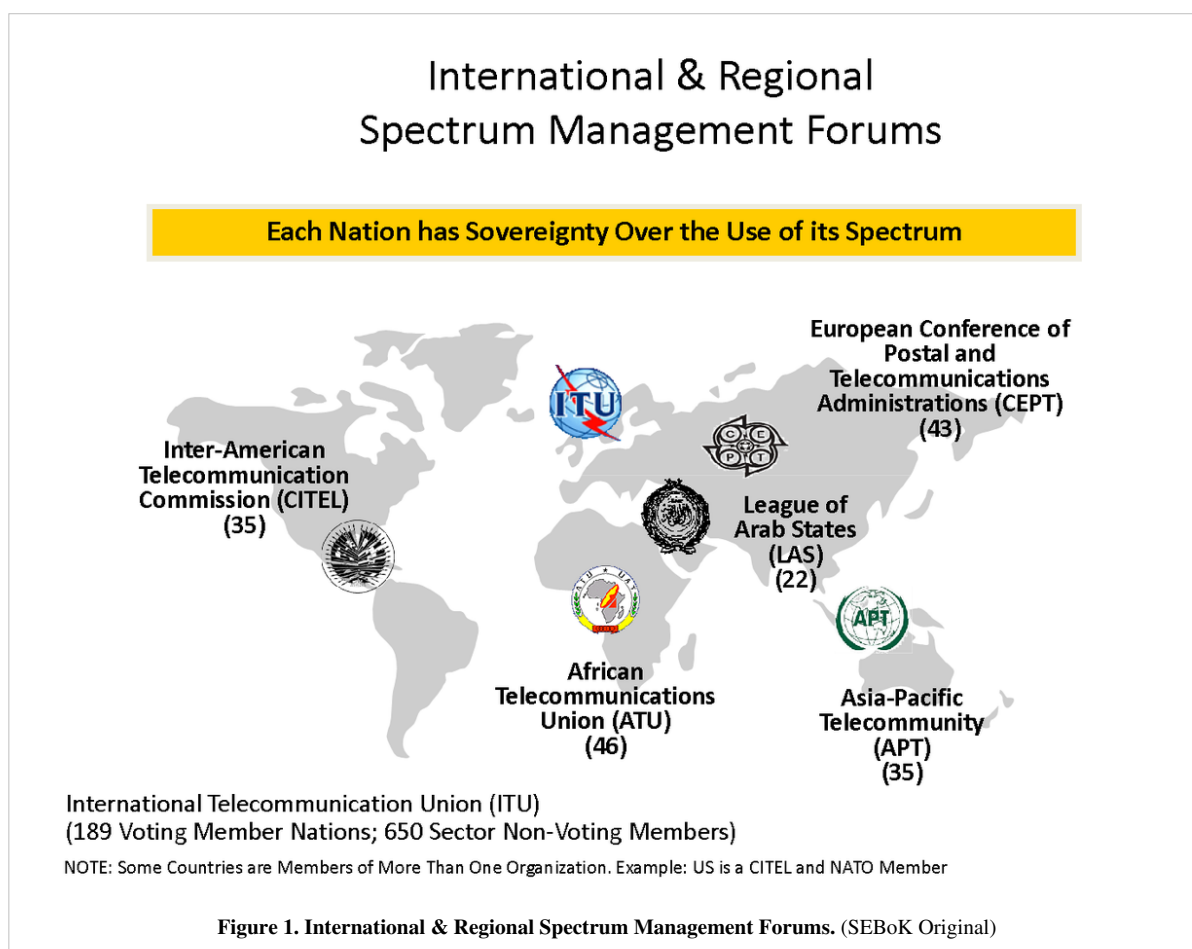 International & Regional
Spectrum Management Forums
Each Nation has Sovereignty Over the Use of its Spectrum
European Conference of
Postal and
Telecommunications
Administrations (CEPT)
(43)
ITU
C E
P T
Inter-American
Telecommunication
Commission (CITEL)
(35)
League of
Arab States
(LAS)
(22)
ATU ★ UAT
APT
African
Telecommunications
Union (ATU)
(46)
Asia-Pacific
Telecommunity
(APT)
(35)
International Telecommunication Union (ITU)
(189 Voting Member Nations; 650 Sector Non-Voting Members)
NOTE: Some Countries are Members of More Than One Organization. Example: US is a CITEL and NATO Member
Figure 1. International & Regional Spectrum Management Forums. (SEBoK Original)